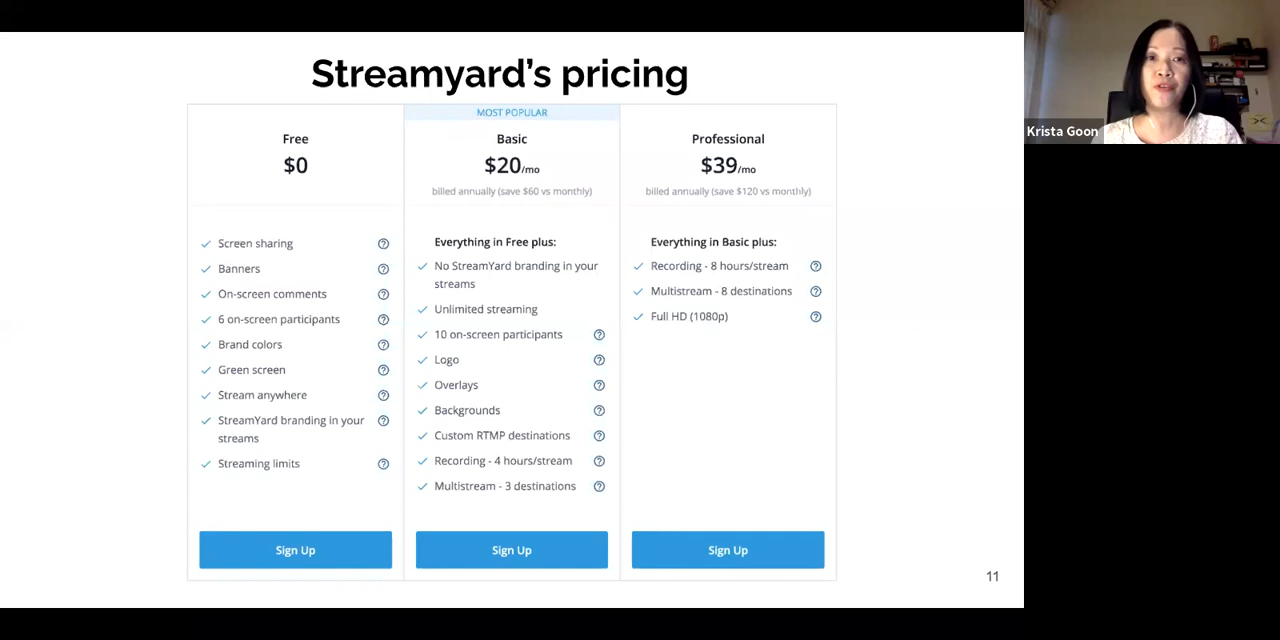 Streamyard's pricing
Krista Goon
MOST POPULAR
Free
$0
Screen sharing
Banners
On-screen comments
6 on-screen participants
Brand colors
Green screen
Stream anywhere
StreamYard branding in your
streams
Streaming limits
Sign Up
Basic
$20/mo
billed annually (save $60 vs monthly)
Everything in Free plus:
No StreamYard branding in your
streams
Unlimited streaming
10 on-screen participants
Logo
Overlays
Backgrounds
Custom RTMP destinations
Recording - 4 hours/stream
Multistream - 3 destinations
Sign Up
Professional
$39/mo
billed annually (save $120 vs monthly)
Everything in Basic plus:
Recording - 8 hours/stream
Multistream - 8 destinations
Full HD (1080p)
Sign Up
11